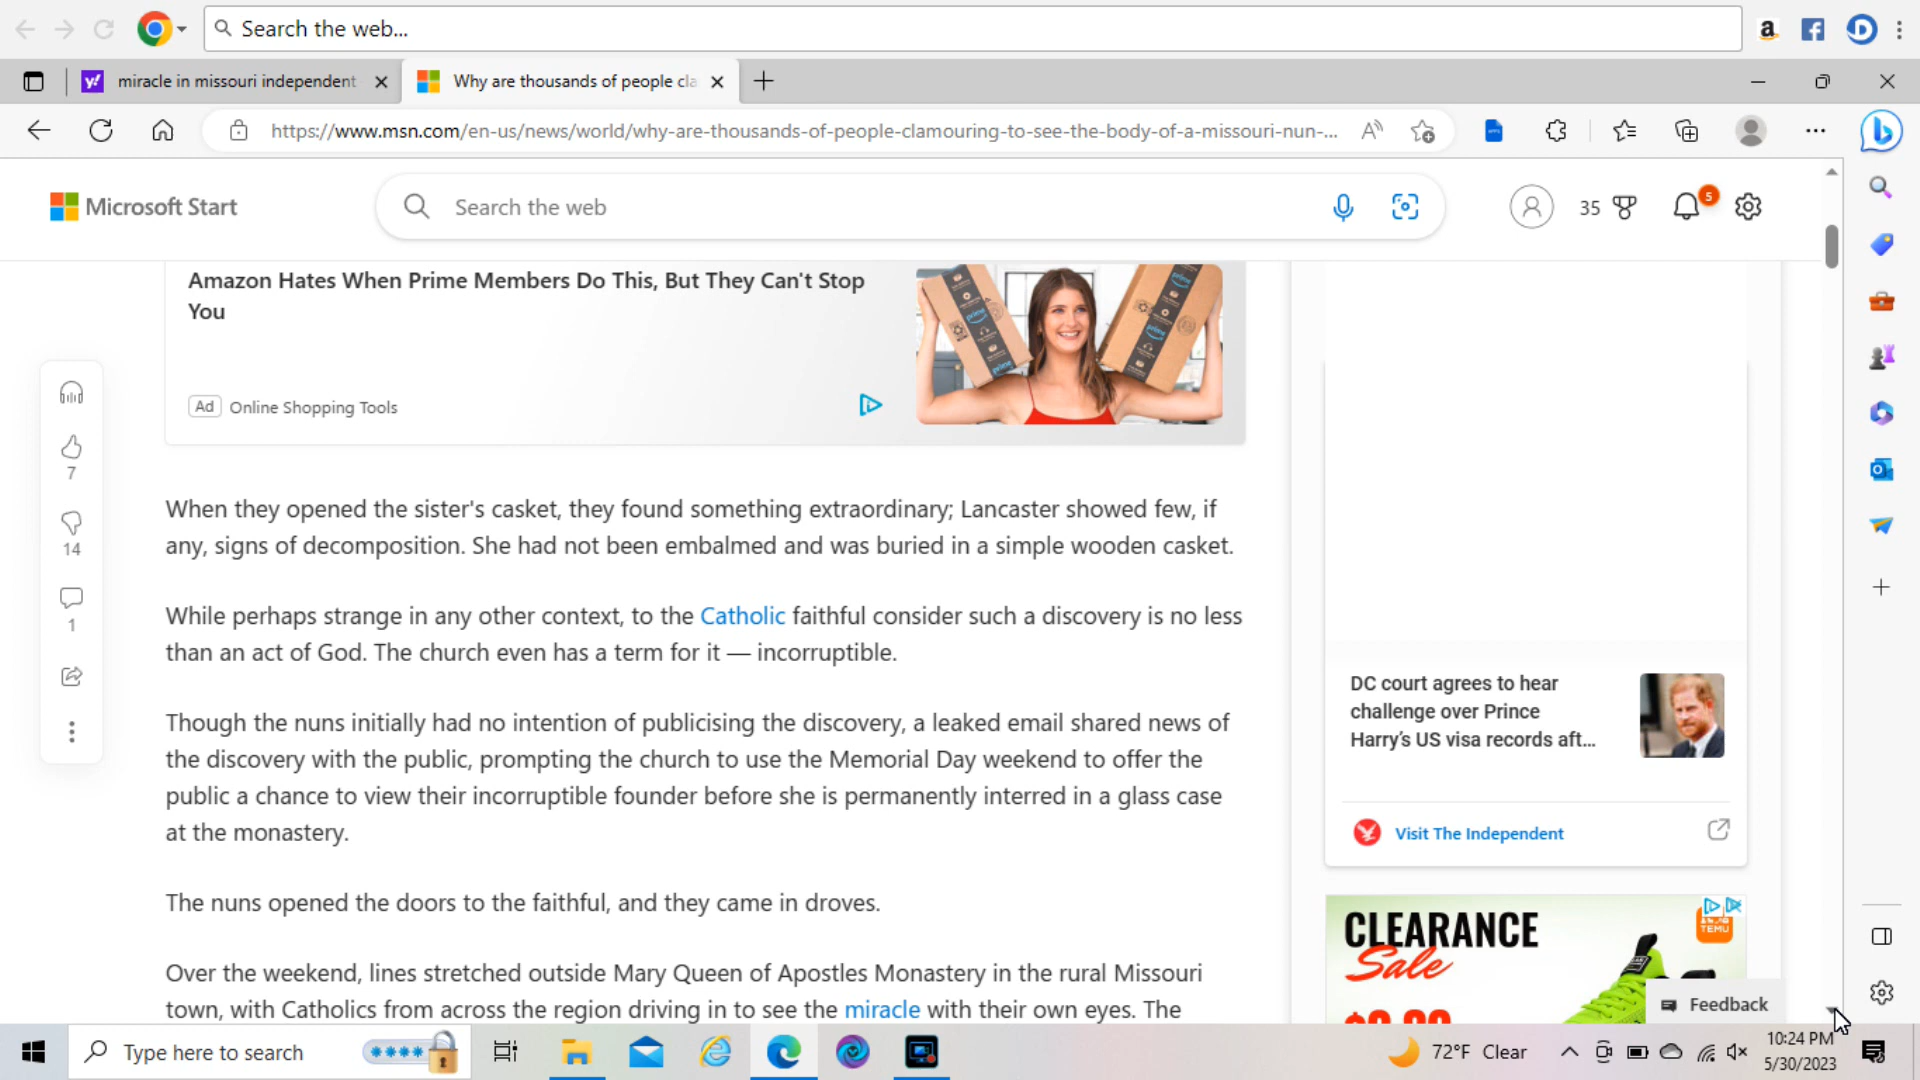 Search the web...
miracle in missouri independent
Why are thousands of people cla
https://www.msn.com/en-us/news/world/why-are-thousands-of-people-clamouring-to-see-the-body-of-a-missouri-nun-...
Microsoft Start
Search the web
35
5
Amazon Hates When Prime Members Do This, But They Can't Stop
You
Ad Online Shopping Tools
7
14
1
When they opened the sister's casket, they found something extraordinary; Lancaster showed few, if
any, signs of decomposition. She had not been embalmed and was buried in a simple wooden casket.
While perhaps strange in any other context, to the Catholic faithful consider such a discovery is no less
than an act of God. The church even has a term for it — incorruptible.
Though the nuns initially had no intention of publicising the discovery, a leaked email shared news of
the discovery with the public, prompting the church to use the Memorial Day weekend to offer the
public a chance to view their incorruptible founder before she is permanently interred in a glass case
at the monastery.
The nuns opened the doors to the faithful, and they came in droves.
Over the weekend, lines stretched outside Mary Queen of Apostles Monastery in the rural Missouri
town, with Catholics from across the region driving in to see the miracle with their own eyes. The
DC court agrees to hear
challenge over Prince
Harry's US visa records aft...
Visit The Independent
CLEARANCE
Sale
TEMU
Feedback
Type here to search
72°F Clear
10:24 PM
5/30/2023